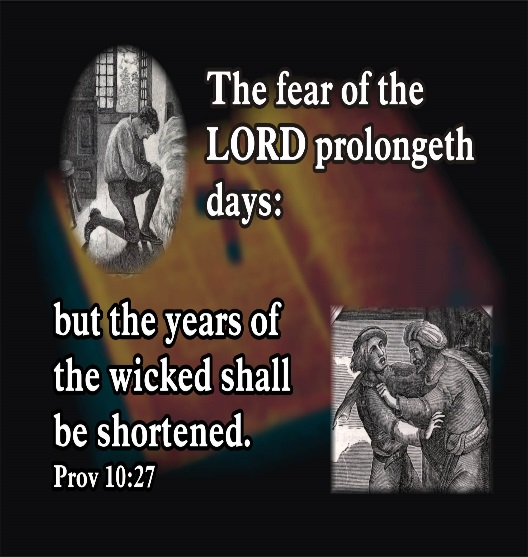 The fear of the
LORD prolongeth
days:
but the years of
the wicked shall
be shortened.
Prov 10:27